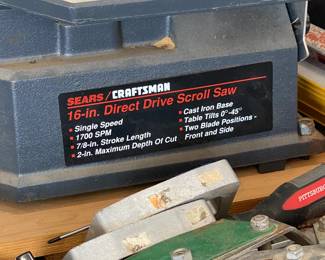 SEARS / CRAFTSMAN
16-in. Direct Drive Scroll Saw
• Single Speed
• 1700 SPM
• 7/8-in. Stroke Length
• 2-in. Maximum Depth Of Cut
• Cast Iron Base
• Table Tilts 0°-45°
• Two Blade Positions -
Front and Side
PITTSBURGH